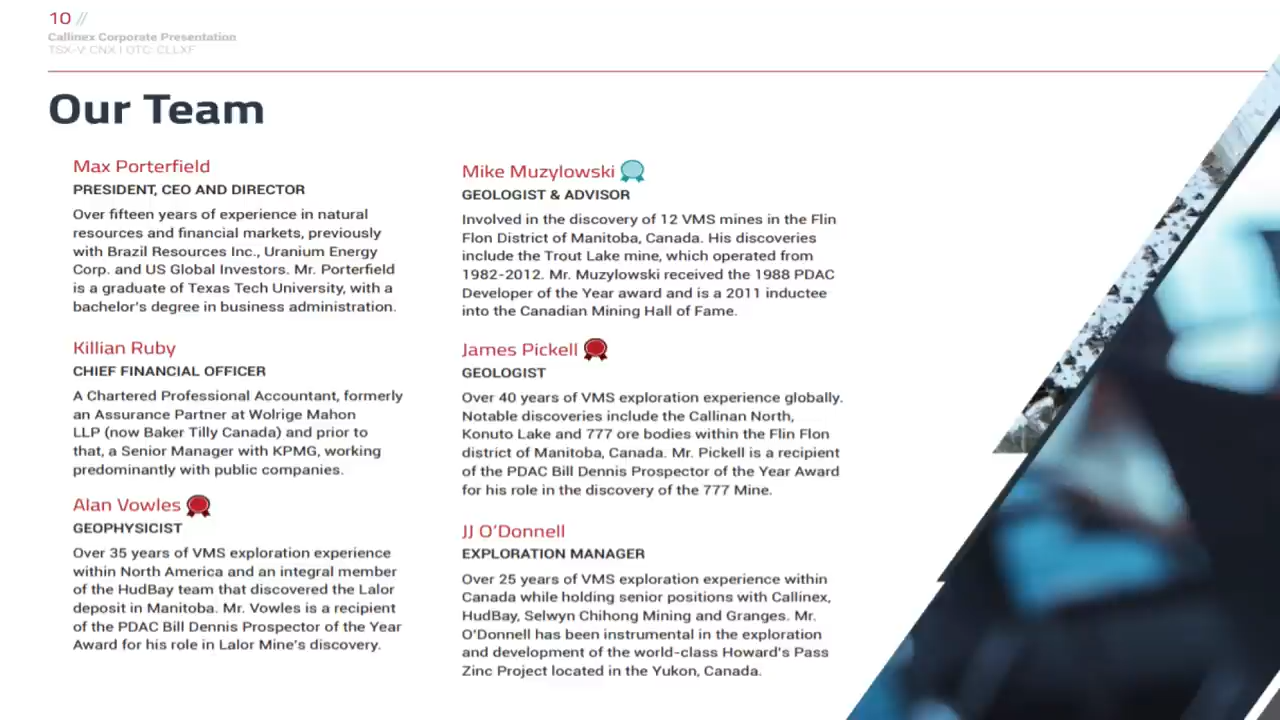 10 //
Callinex Corporate Presentation
TSX-V: CNX | OTC: CLLXF
Our Team
Max Porterfield
PRESIDENT, CEO AND DIRECTOR
Over fifteen years of experience in natural
resources and financial markets, previously
with Brazil Resources Inc., Uranium Energy
Corp. and US Global Investors. Mr. Porterfield
is a graduate of Texas Tech University, with a
bachelor's degree in business administration.
Killian Ruby
CHIEF FINANCIAL OFFICER
A Chartered Professional Accountant, formerly
an Assurance Partner at Wolrige Mahon
LLP (now Baker Tilly Canada) and prior to
that, a Senior Manager with KPMG, working
predominantly with public companies.
Alan Vowles
GEOPHYSICIST
Over 35 years of VMS exploration experience
within North America and an integral member
of the HudBay team that discovered the Lalor
deposit in Manitoba. Mr. Vowles is a recipient
of the PDAC Bill Dennis Prospector of the Year
Award for his role in Lalor Mine's discovery.
Mike Muzylowski
GEOLOGIST & ADVISOR
Involved in the discovery of 12 VMS mines in the Flin
Flon District of Manitoba, Canada. His discoveries
include the Trout Lake mine, which operated from
1982-2012. Mr. Muzylowski received the 1988 PDAC
Developer of the Year award and is a 2011 inductee
into the Canadian Mining Hall of Fame.
James Pickell
GEOLOGIST
Over 40 years of VMS exploration experience globally.
Notable discoveries include the Callinan North,
Konuto Lake and 777 ore bodies within the Flin Flon
district of Manitoba, Canada. Mr. Pickell is a recipient
of the PDAC Bill Dennis Prospector of the Year Award
for his role in the discovery of the 777 Mine.
JJ O'Donnell
EXPLORATION MANAGER
Over 25 years of VMS exploration experience within
Canada while holding senior positions with Callinex,
HudBay, Selwyn Chihong Mining and Granges. Mr.
O'Donnell has been instrumental in the exploration
and development of the world-class Howard's Pass
Zinc Project located in the Yukon, Canada.